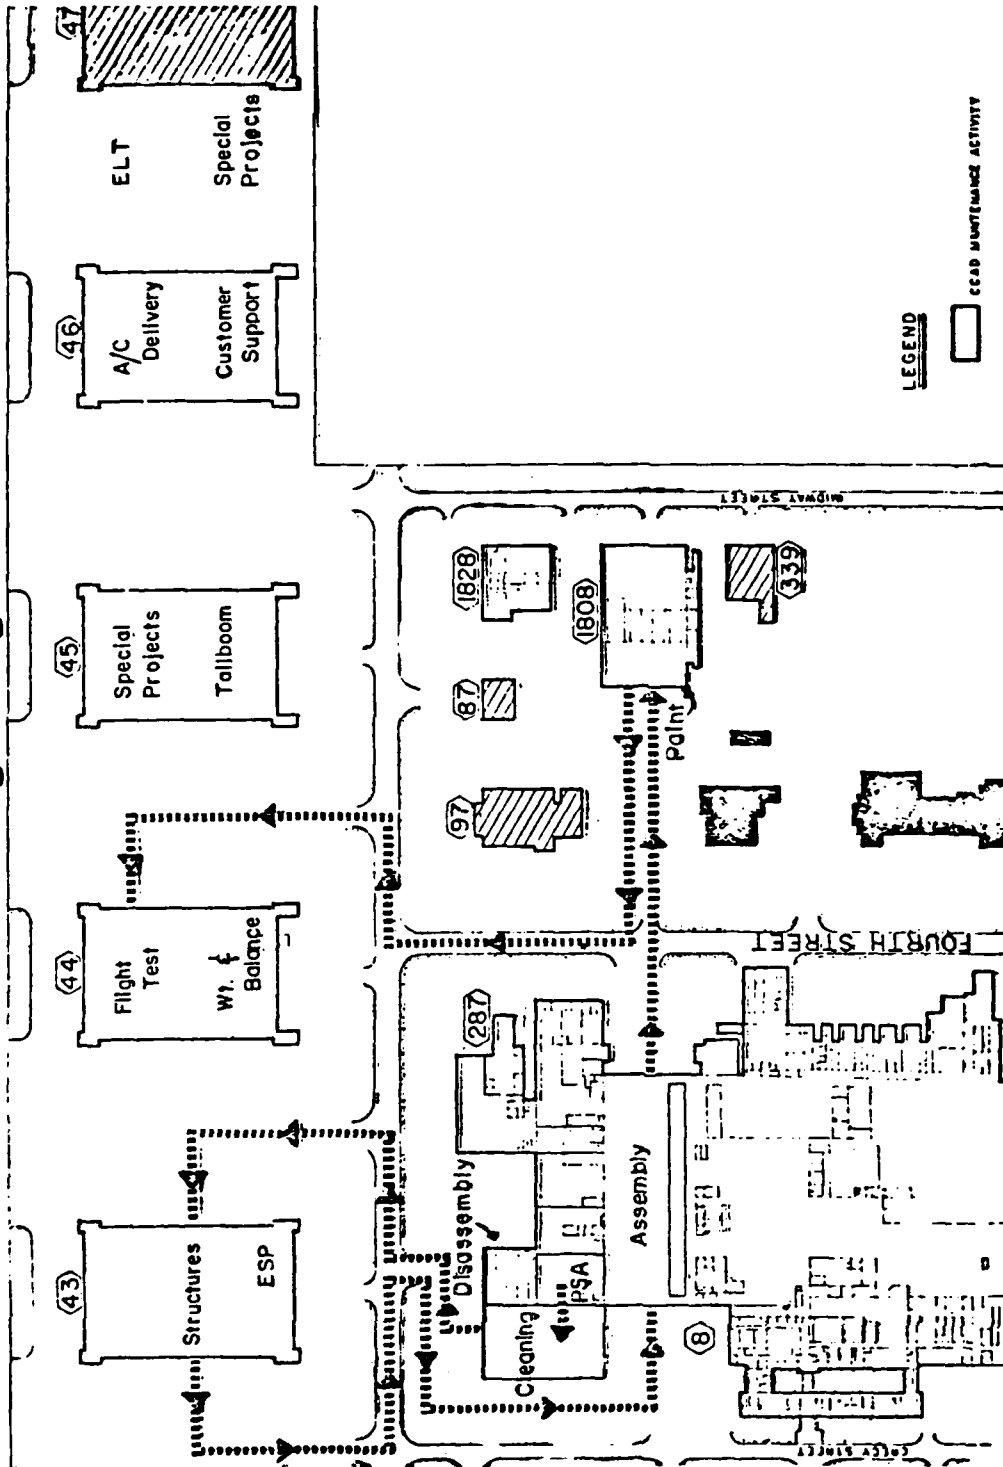 47
ELT
Special
Projects
46
A/C
Delivery
Customer
Support
LEGEND
CCAD MAINTENANCE ACTIVITY
MIDWAY STREET
45
Special
Projects
Tailboom
1828
1808
339
87
97
Paint
44
Flight
Test
Wt. &
Balance
FOURTH STREET
287
43
Structures
ESP
Disassembly
PSA
Cleaning
Assembly
8
CRECY STREET